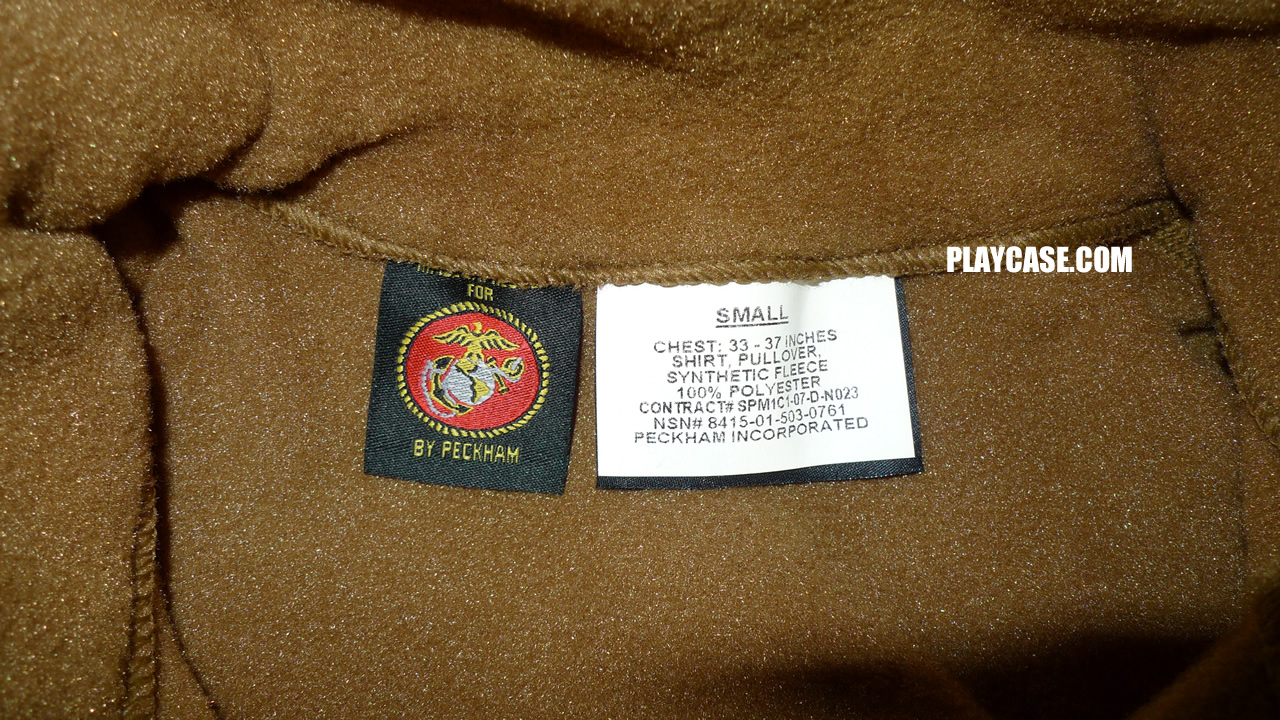 FOR
BY PECKHAM
SMALL
CHEST: 33 - 37 INCHES
SHIRT, PULLOVER,
SYNTHETIC FLEECE
100% POLYESTER
CONTRACT# SPM1C1-07-D-N023
NSN# 8415-01-503-0761
PECKHAM INCORPORATED
PLAYCASE.COM